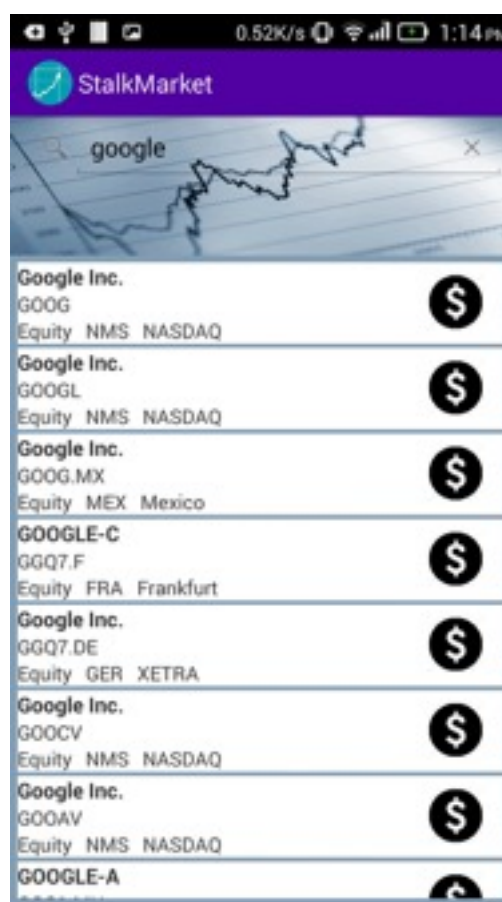 0.52K/s 1:14 PM
StalkMarket
google
Google Inc.
GOOG
Equity NMS NASDAQ
Google Inc.
GOOGL
Equity NMS NASDAQ
Google Inc.
GOOG.MX
Equity MEX Mexico
GOOGLE-C
GGQ7.F
Equity FRA Frankfurt
Google Inc.
GGQ7.DE
Equity GER XETRA
Google Inc.
GOOCV
Equity NMS NASDAQ
Google Inc.
GOOAV
Equity NMS NASDAQ
GOOGLE-A